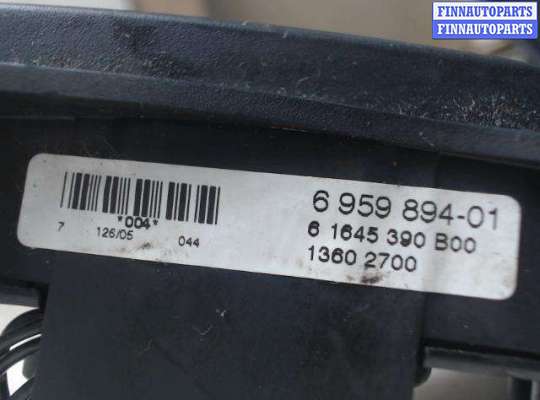 FINNAUTOPARTS
FINNAUTOPARTS
*004*
7 126/05 044
6 959 894-01
6 1645 390 B00
1360 2700